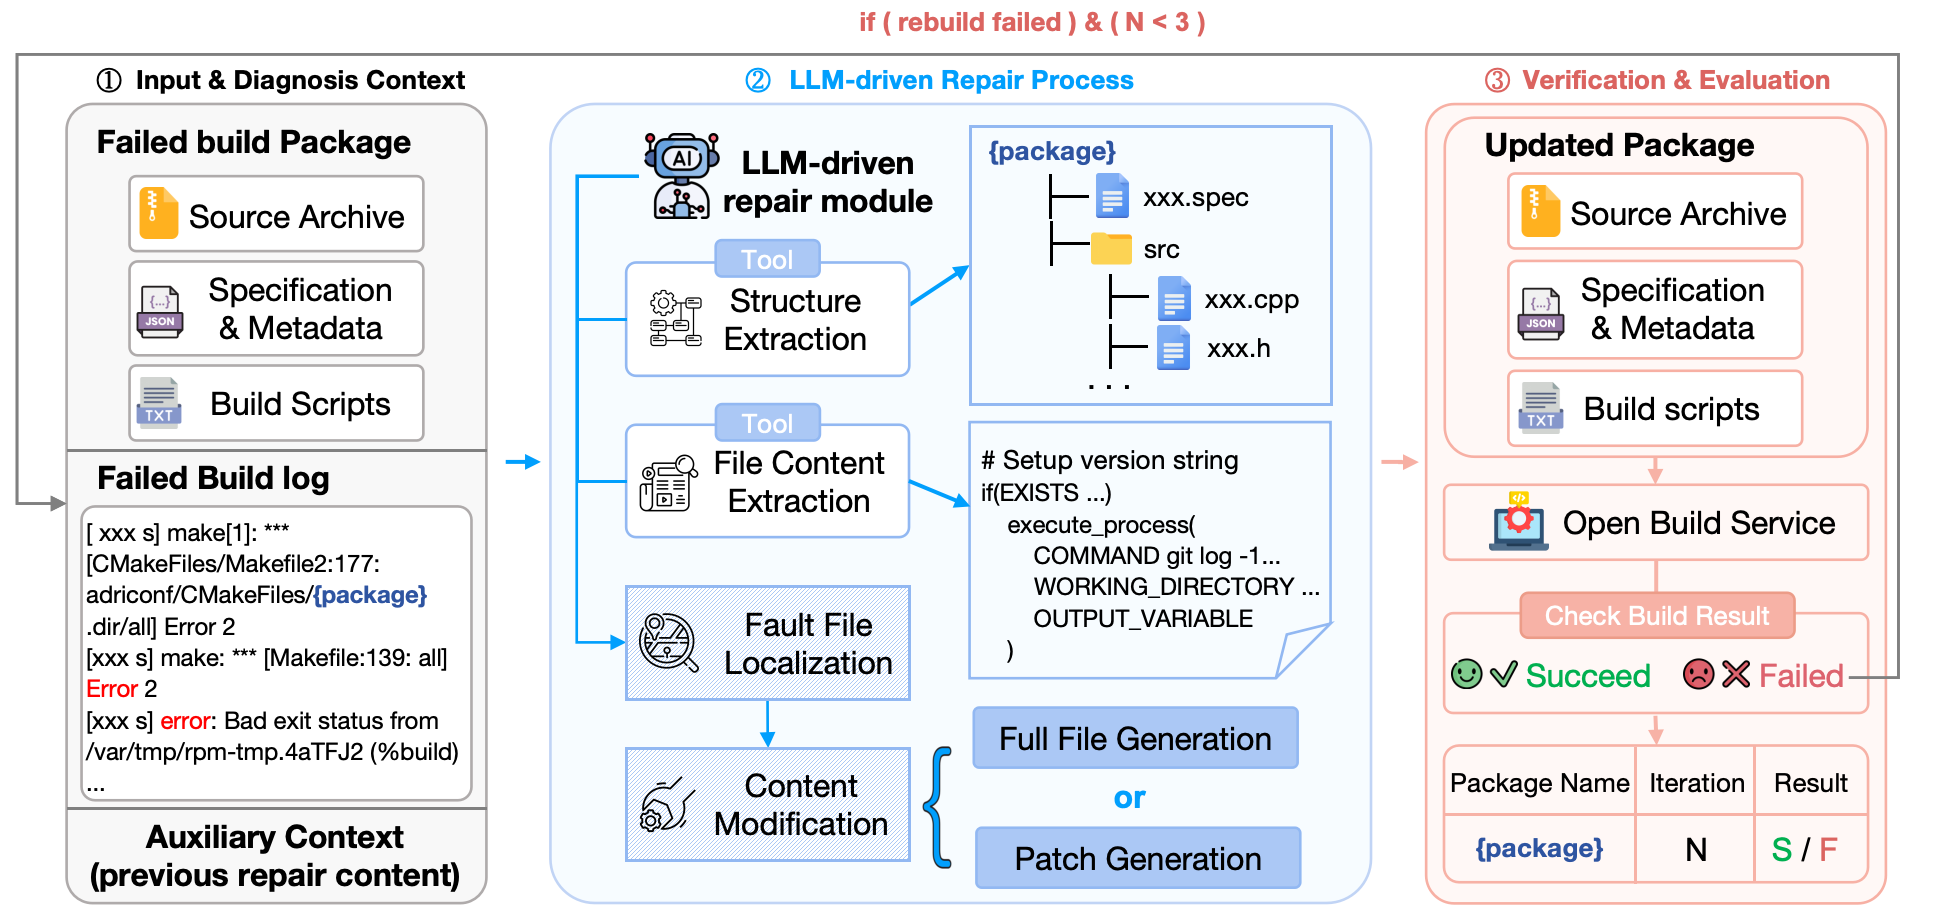 if ( rebuild failed ) & ( N < 3 )
① Input & Diagnosis Context
Failed build Package
Source Archive
{...}
JSON
Specification
& Metadata
TXT
Build Scripts
Failed Build log
[ xxx s] make[1]: ***
[CMakeFiles/Makefile2:177:
adriconf/CMakeFiles/{package}
.dir/all] Error 2
[xxx s] make: *** [Makefile:139: all]
Error 2
[xxx s] error: Bad exit status from
/var/tmp/rpm-tmp.4aTFJ2 (%build)
...
Auxiliary Context
(previous repair content)
② LLM-driven Repair Process
AI
LLM-driven
repair module
Tool
Structure
Extraction
Tool
File Content
Extraction
Fault File
Localization
Content
Modification
{package}
xxx.spec
src
xxx.cpp
xxx.h
...
# Setup version string
if(EXISTS ...)
execute_process(
COMMAND git log -1...
WORKING_DIRECTORY ...
OUTPUT_VARIABLE
)
Full File Generation
or
Patch Generation
③ Verification & Evaluation
Updated Package
Source Archive
{...}
JSON
Specification
& Metadata
TXT
Build scripts
</>
Open Build Service
Check Build Result
Succeed
Failed
Package Name Iteration Result
{package} N S / F